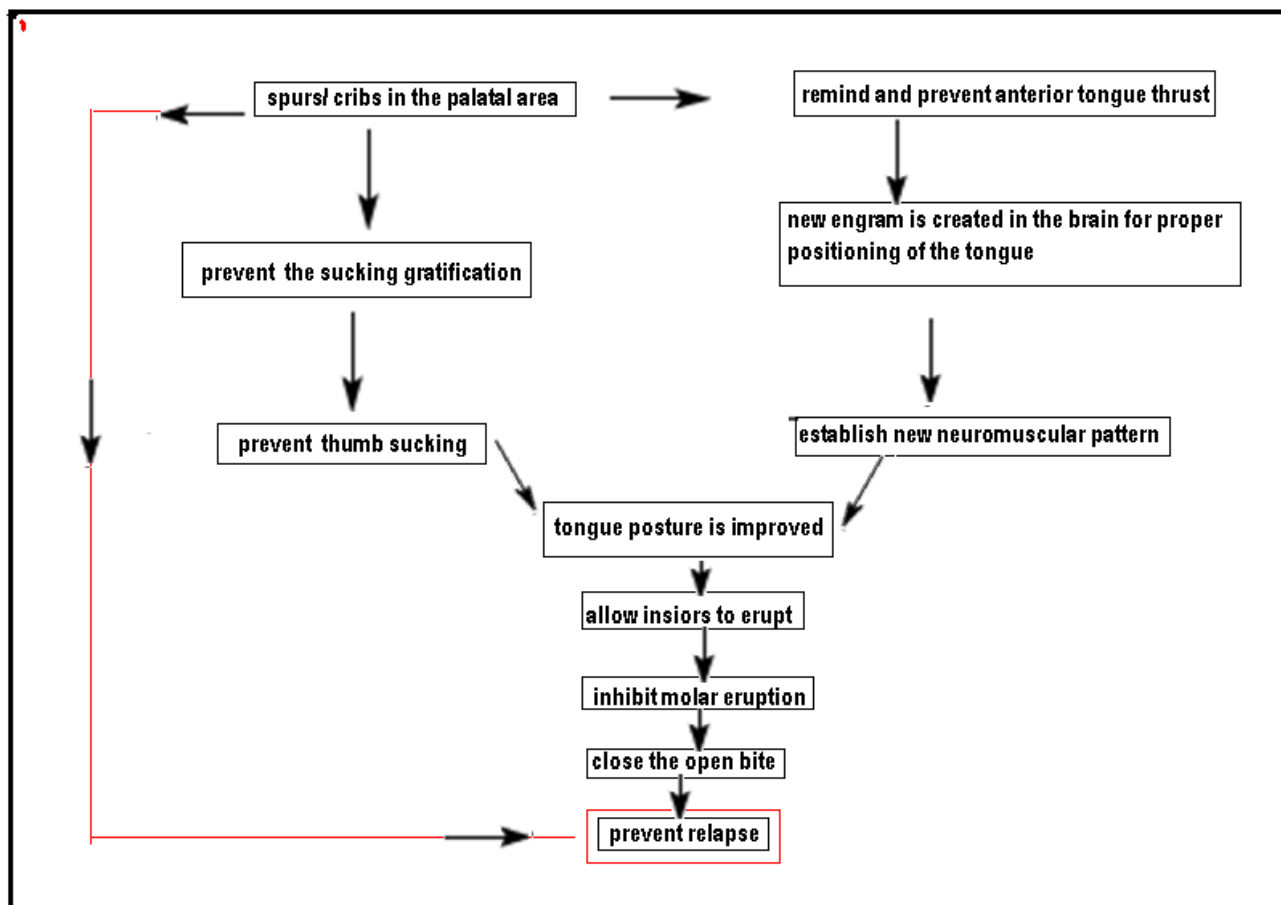 spurs/ cribs in the palatal area
remind and prevent anterior tongue thrust
new engram is created in the brain for proper
positioning of the tongue
prevent the sucking gratification
prevent thumb sucking
establish new neuromuscular pattern
tongue posture is improved
allow insiors to erupt
inhibit molar eruption
close the open bite
prevent relapse